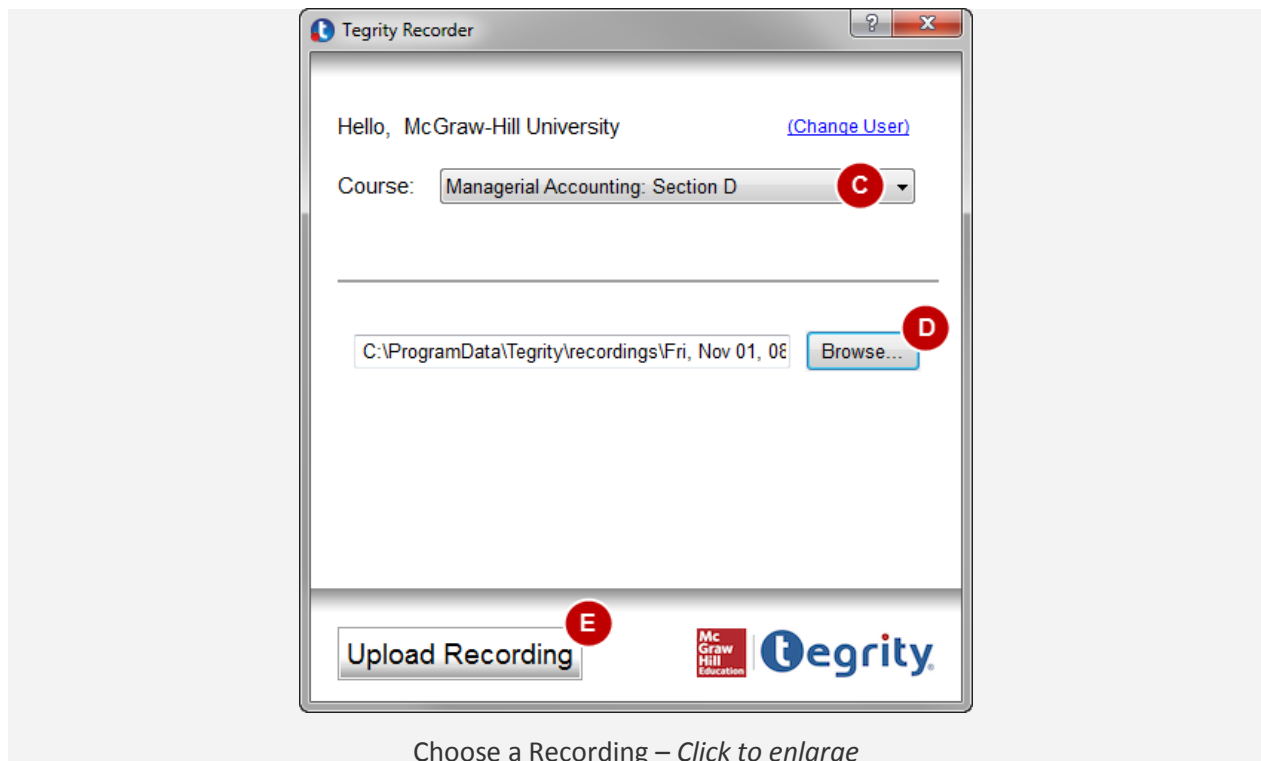 Tegrity Recorder
?
X
Hello, McGraw-Hill University (Change User)
Course: Managerial Accounting: Section D C
D
C:\ProgramData\Tegrity\recordings\Fri, Nov 01, 08 Browse...
E
Upload Recording
Mc
Graw
Hill
Education
tegrity
Choose a Recording – Click to enlarge